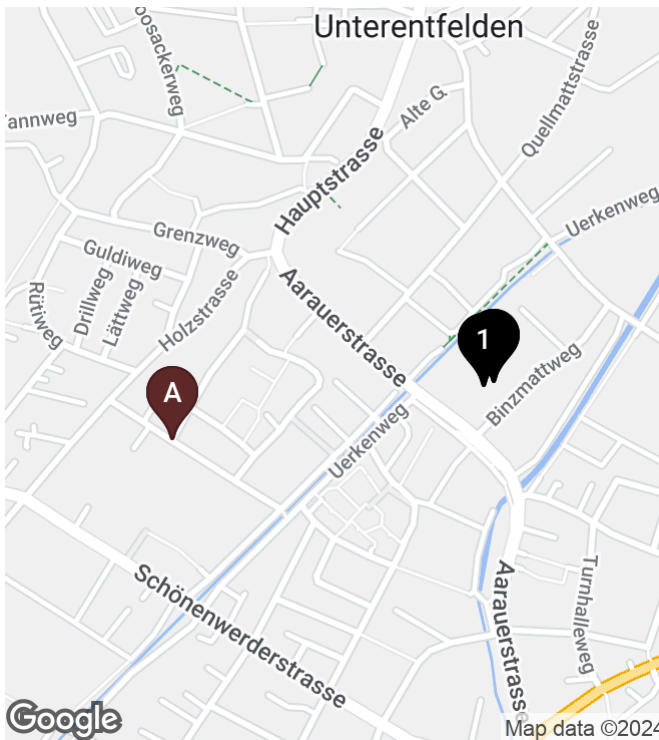 Unterentfelden
oosackerweg
Quellmattstrasse
Alte G.
annweg
Hauptstrasse
Uerkenweg
Grenzweg
Guldiweg
Drillweg
Lättweg
Rütiweg
Holzstrasse
Aarauerstrasse
1
A
Binzmattweg
Uerkenweg
Schönenwerderstrasse
Aarauerstrasse
Turnhalleweg
Google
Map data ©2024